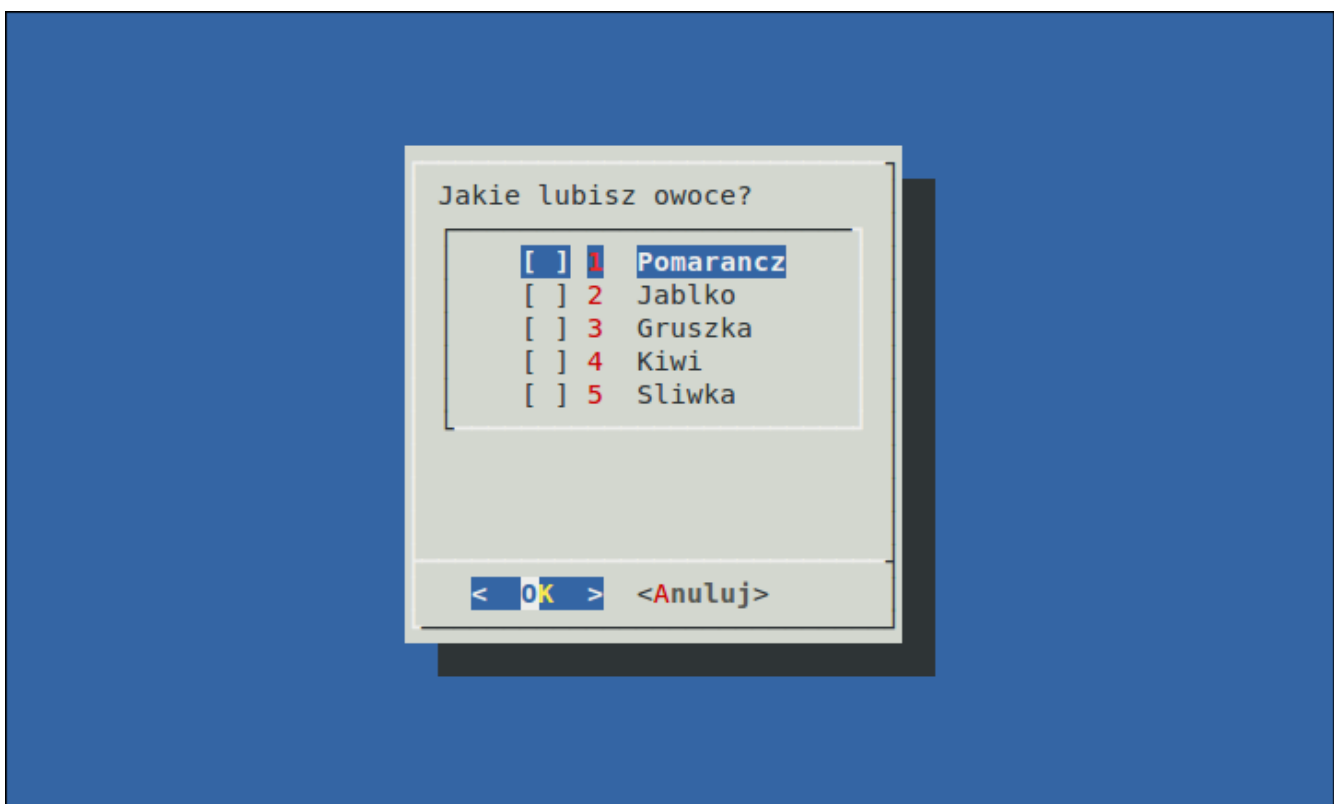 Jakie lubisz owoce?
[ ] 1 Pomarancz
[ ] 2 Jablko
[ ] 3 Gruszka
[ ] 4 Kiwi
[ ] 5 Sliwka
< OK > <Anuluj>